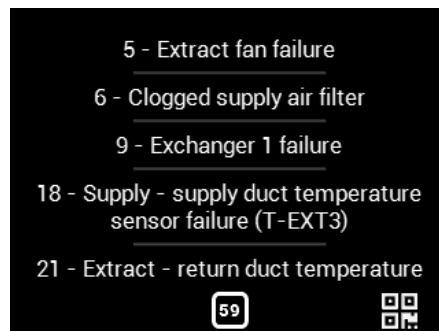 5 - Extract fan failure
6 - Clogged supply air filter
9 - Exchanger 1 failure
18 - Supply - supply duct temperature
sensor failure (T-EXT3)
21 - Extract - return duct temperature
59